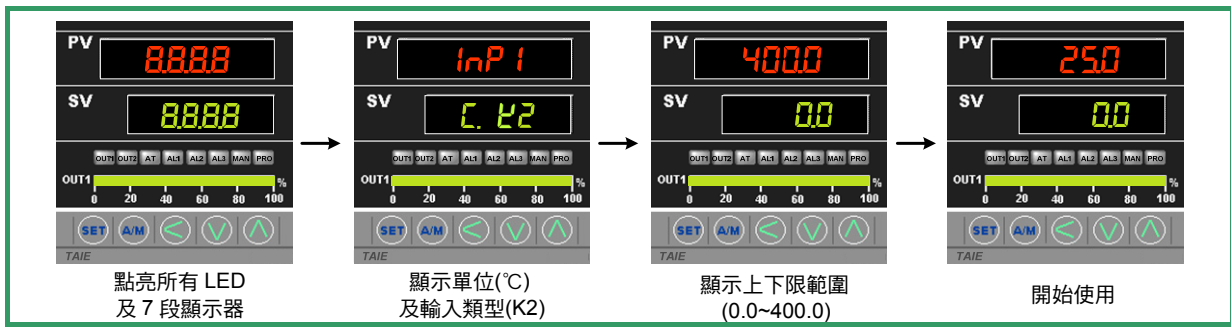 PV 8.8.8.8
SV 8.8.8.8
OUT1 OUT2 AT AL1 AL2 AL3 MAN PRO
OUT1 %
0 20 40 60 80 100
SET A/M
TAIE
點亮所有 LED
及 7 段顯示器
PV InP1
SV C. K2
OUT1 OUT2 AT AL1 AL2 AL3 MAN PRO
OUT1 %
0 20 40 60 80 100
SET A/M
TAIE
顯示單位(℃)
及輸入類型(K2)
PV 400.0
SV 0.0
OUT1 OUT2 AT AL1 AL2 AL3 MAN PRO
OUT1 %
0 20 40 60 80 100
SET A/M
TAIE
顯示上下限範圍
(0.0~400.0)
PV 25.0
SV 0.0
OUT1 OUT2 AT AL1 AL2 AL3 MAN PRO
OUT1 %
0 20 40 60 80 100
SET A/M
TAIE
開始使用